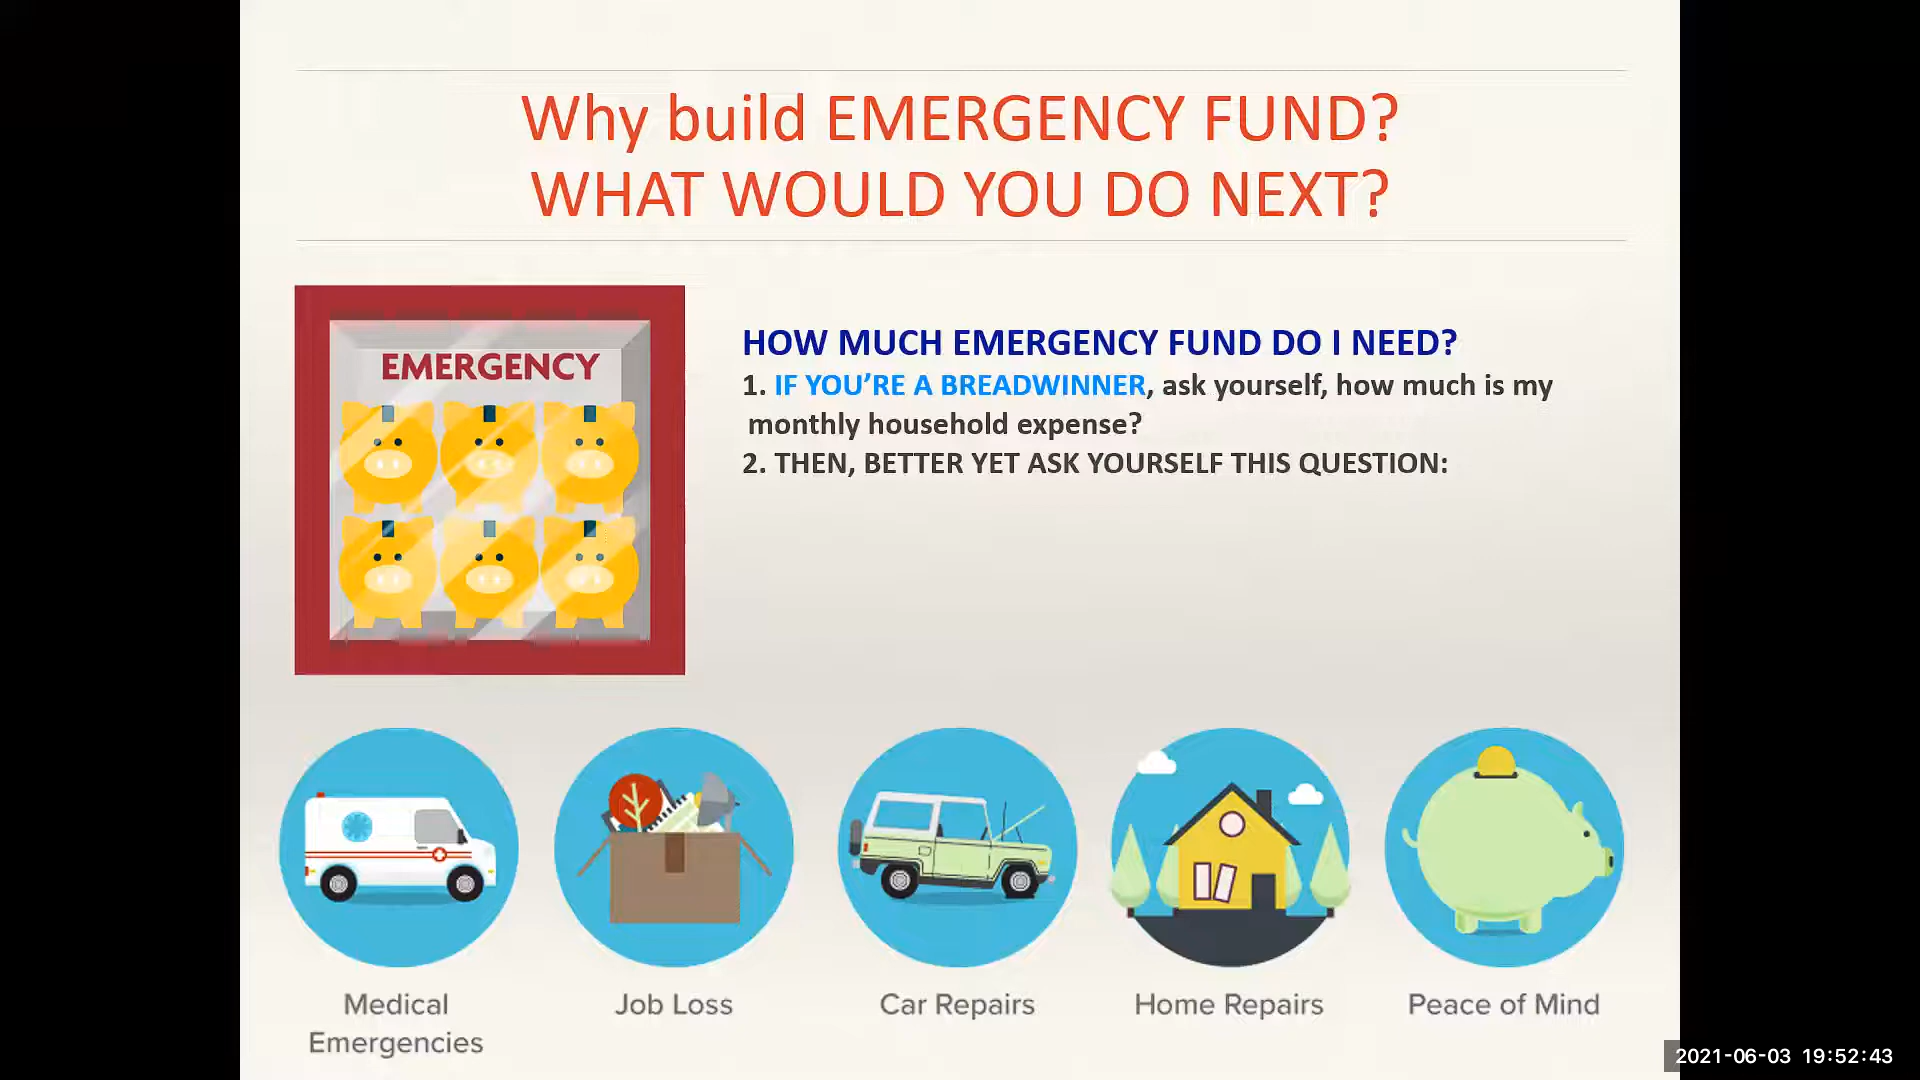 Why build EMERGENCY FUND?
WHAT WOULD YOU DO NEXT?
EMERGENCY
HOW MUCH EMERGENCY FUND DO I NEED?
1. IF YOU’RE A BREADWINNER, ask yourself, how much is my
monthly household expense?
2. THEN, BETTER YET ASK YOURSELF THIS QUESTION:
Medical
Emergencies
Job Loss
Car Repairs
Home Repairs
Peace of Mind
2021-06-03 19:52:43